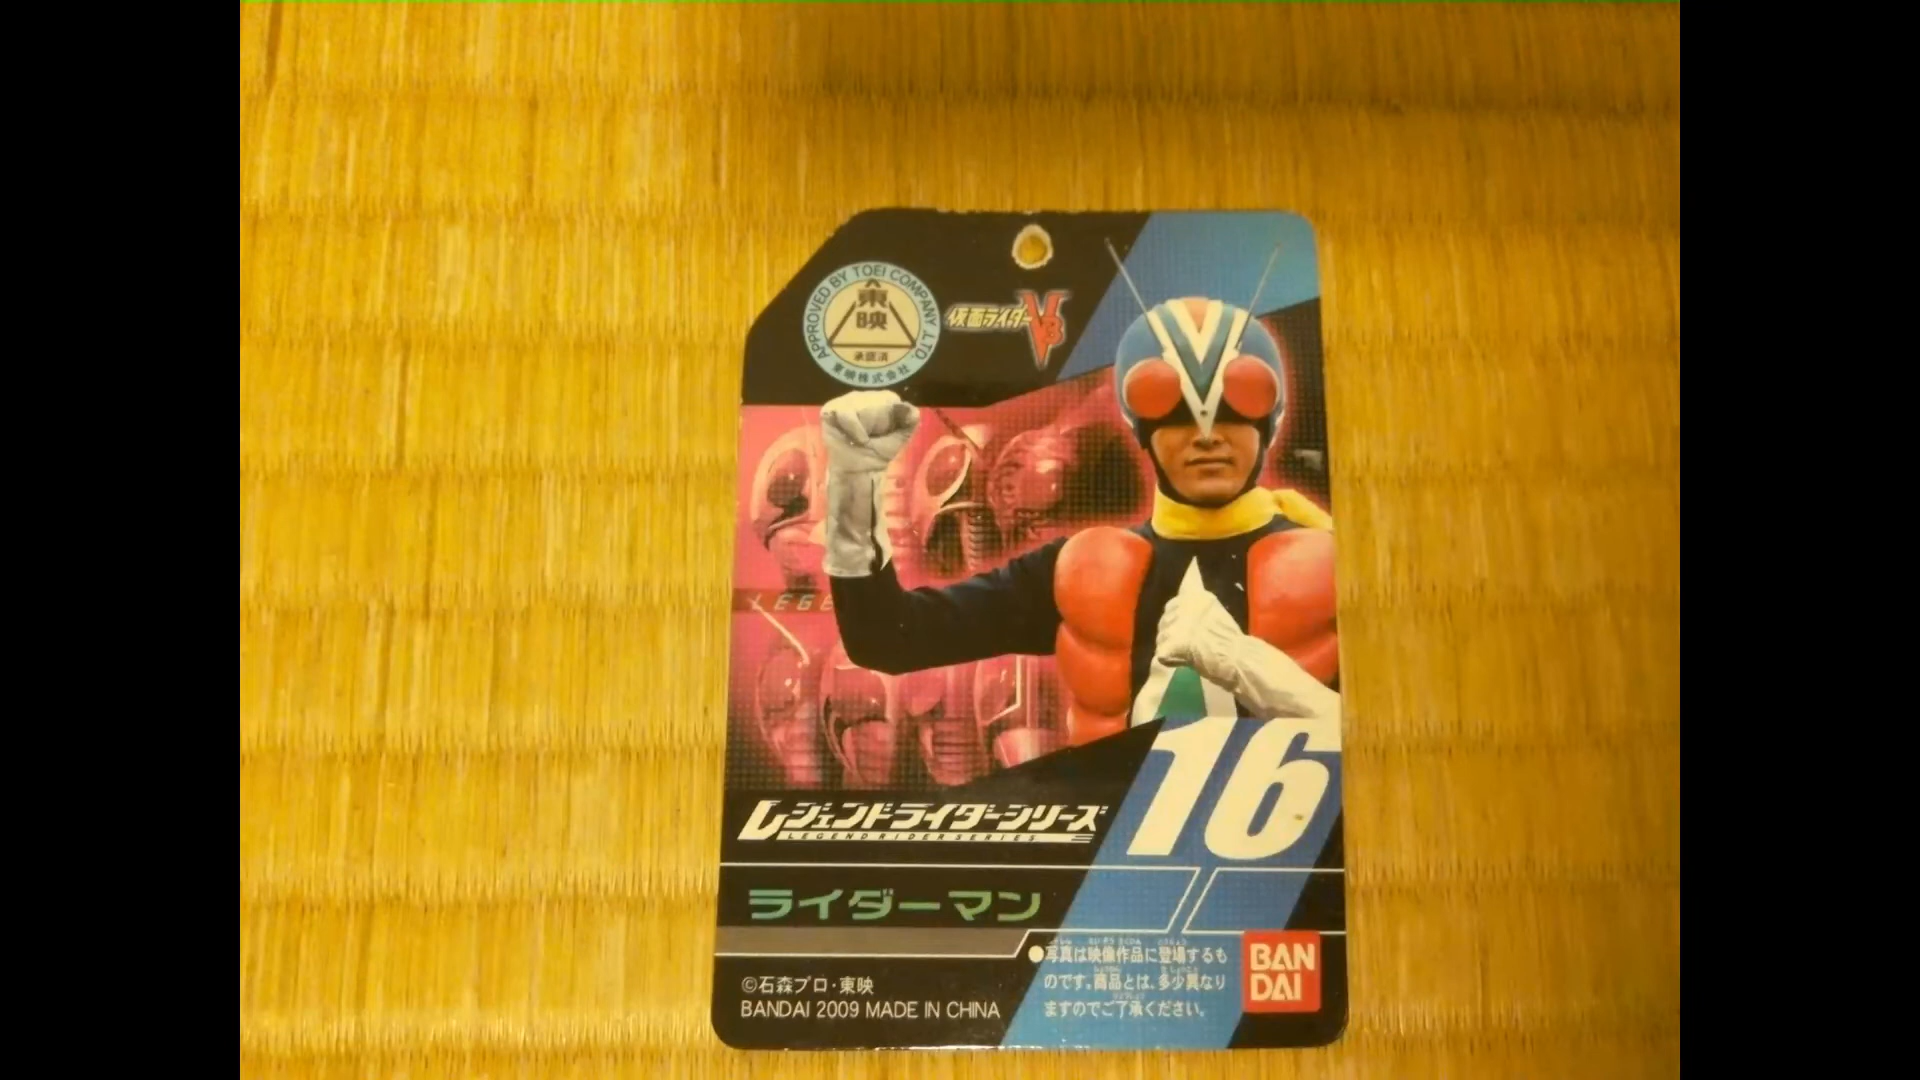 APPROVED BY TOEI COMPANY, LTD.
東映
承認済
東映株式会社
仮面ライダーV3
LEGE
16
レジェンドライダーシリーズ
LEGEND RIDER SERIES
ライダーマン
●写真は映像作品に登場するも
のです。商品とは、多少異なり
ますのでご了承ください。
BAN
DAI
©石森プロ・東映
BANDAI 2009 MADE IN CHINA